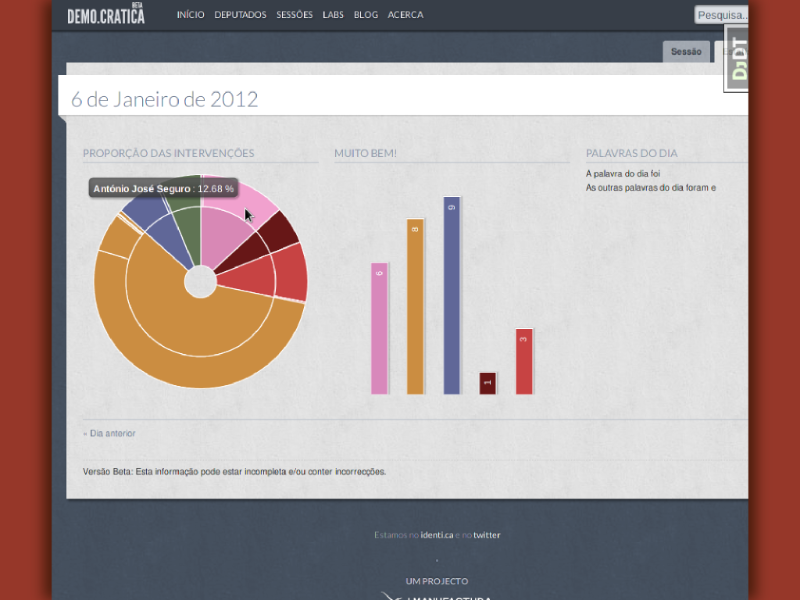 DEMO.CRATICA BETA
INÍCIO DEPUTADOS SESSÕES LABS BLOG ACERCA
Pesquisa...
DJDT
Sessão
6 de Janeiro de 2012
PROPORÇÃO DAS INTERVENÇÕES
MUITO BEM!
PALAVRAS DO DIA
António José Seguro : 12.68 %
A palavra do dia foi
As outras palavras do dia foram e
6
8
9
1
3
« Dia anterior
Versão Beta: Esta informação pode estar incompleta e/ou conter incorrecções.
Estamos no identi.ca e no twitter
UM PROJECTO
MANUFACTURA